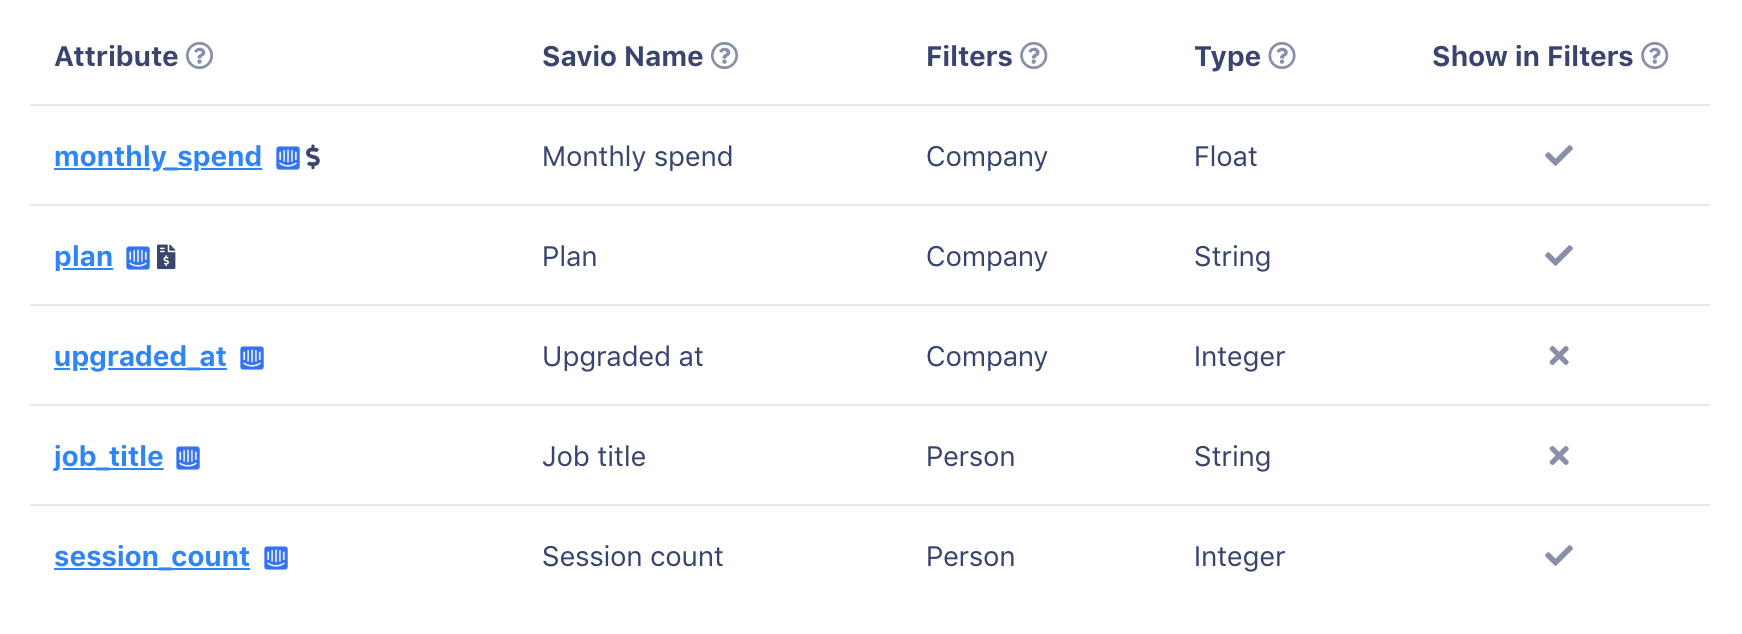 Attribute ? Savio Name ? Filters ? Type ? Show in Filters ?
monthly_spend $ Monthly spend Company Float
plan $ Plan Company String
upgraded_at Upgraded at Company Integer
job_title Job title Person String
session_count Session count Person Integer